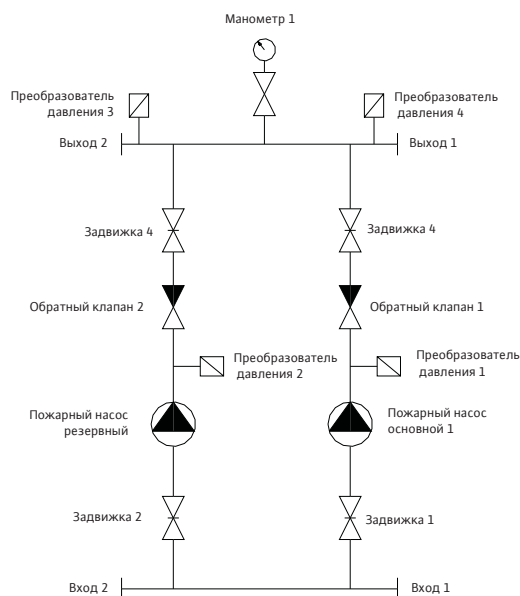 Манометр 1
Преобразователь
давления 3
Преобразователь
давления 4
Выход 2
Выход 1
Задвижка 4
Задвижка 4
Обратный клапан 2
Обратный клапан 1
Преобразователь
давления 2
Преобразователь
давления 1
Пожарный насос
резервный
Пожарный насос
основной 1
Задвижка 2
Задвижка 1
Вход 2
Вход 1